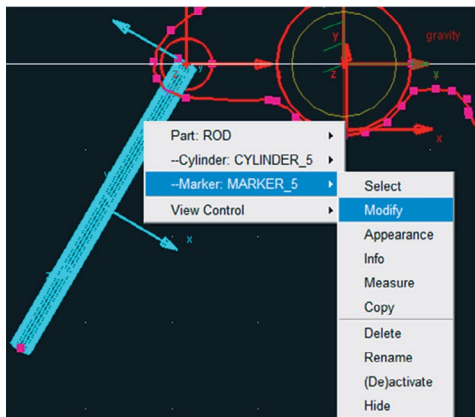 y
gravity
z
y
z
x
x
Part: ROD
--Cylinder: CYLINDER_5
--Marker: MARKER_5
View Control
Select
Modify
Appearance
Info
Measure
Copy
Delete
Rename
(De)activate
Hide
x